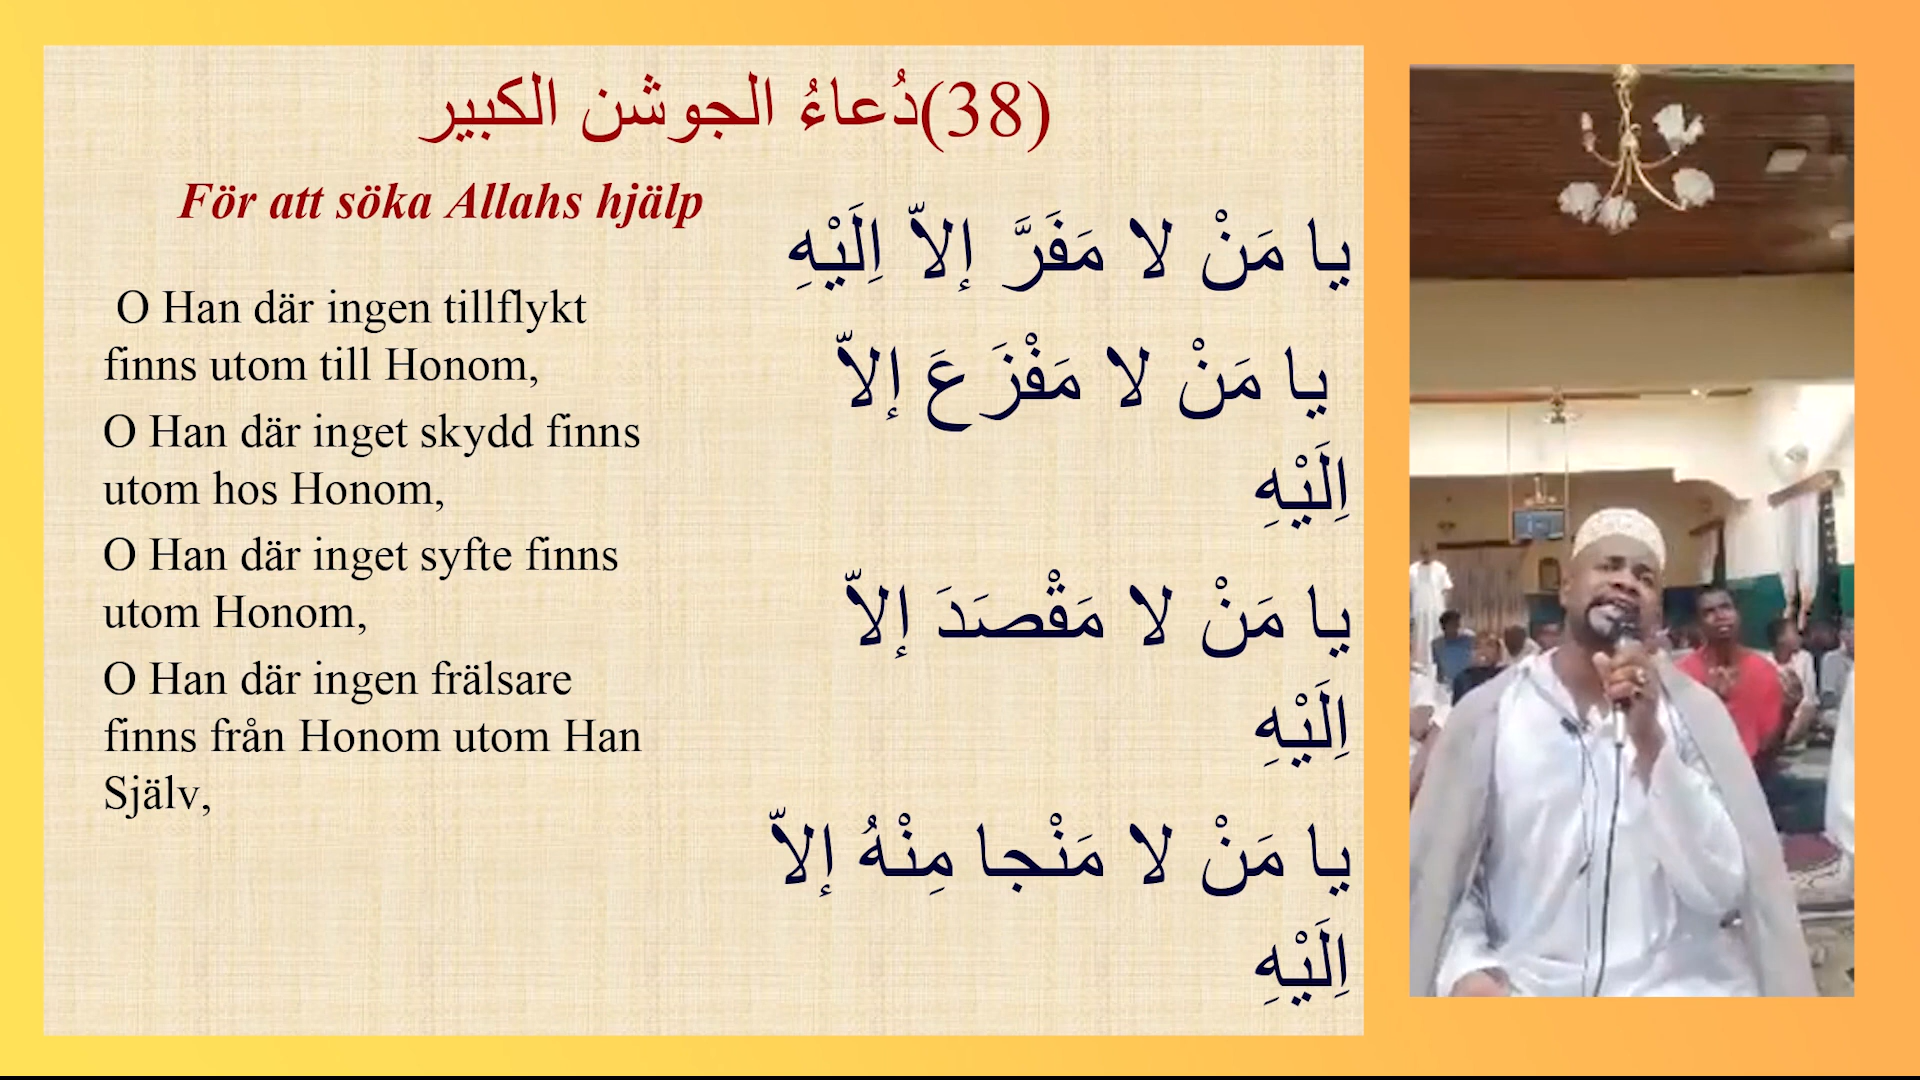 (38)دُعاءُ الجوشن الكبير
För att söka Allahs hjälp
O Han där ingen tillflykt
finns utom till Honom,
O Han där inget skydd finns
utom hos Honom,
O Han där inget syfte finns
utom Honom,
O Han där ingen frälsare
finns från Honom utom Han
Själv,
يا مَنْ لا مَفَرَّ إلاّ اِلَيْهِ
يا مَنْ لا مَفْزَعَ إلاّ
اِلَيْهِ
يا مَنْ لا مَقْصَدَ إلاّ
اِلَيْهِ
يا مَنْ لا مَنْجا مِنْهُ إلاّ
اِلَيْهِ